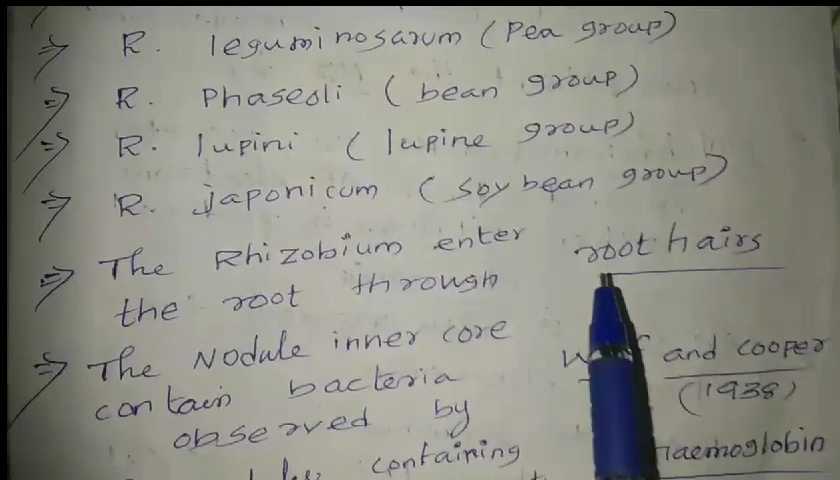 ⇒ R. leguminosarum (Pea group)
⇒ R. Phaseoli (bean group)
⇒ R. lupini (lupine group)
⇒ R. japonicum (soybean group)
⇒ The Rhizobium enter
the root through root hairs
⇒ The Nodule inner core
contain bacteria and cooper
observed by (1938)
containing haemoglobin